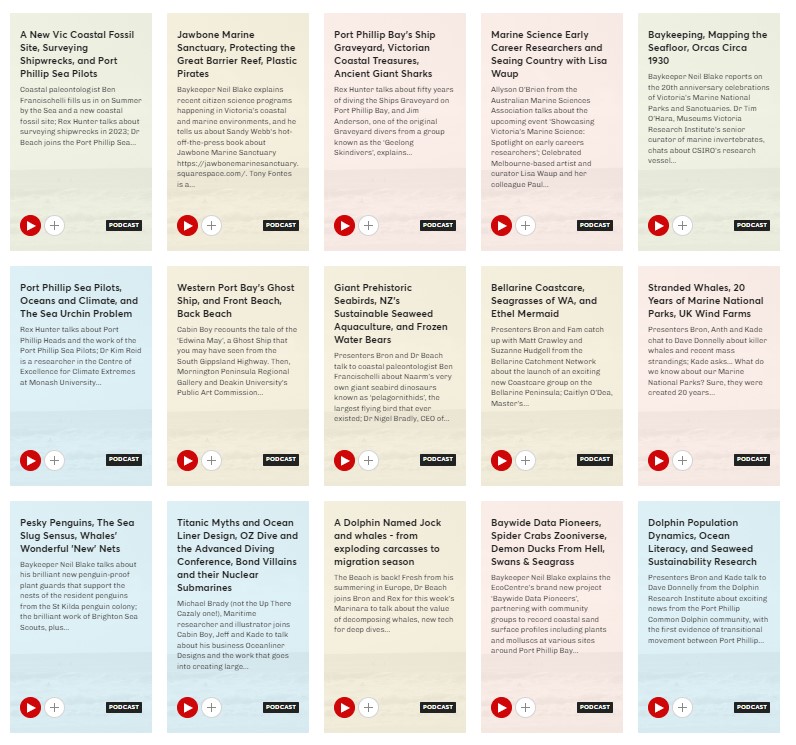 A New Vic Coastal Fossil
Site, Surveying
Shipwrecks, and Port
Phillip Sea Pilots
Coastal paleontologist Ben
Francischelli fills us in on Summer
by the Sea and a new coastal
fossil site; Rex Hunter talks about
surveying shipwrecks in 2023; Dr
Beach joins the Port Phillip Sea...
PODCAST
Jawbone Marine
Sanctuary, Protecting the
Great Barrier Reef, Plastic
Pirates
Baykeeper Neil Blake explains
recent citizen science programs
happening in Victoria's coastal
and marine environments, and he
tells us about Sandy Webb's hot-
off-the-press book about
Jawbone Marine Sanctuary
https://jawbonemarinesanctuary.
squarespace.com/. Tony Fontes
is a...
PODCAST
Port Phillip Bay's Ship
Graveyard, Victorian
Coastal Treasures,
Ancient Giant Sharks
Rex Hunter talks about fifty years
of diving the Ships Graveyard on
Port Phillip Bay, and Jim
Anderson, one of the original
Graveyard divers from a group
known as the 'Geelong
Skindivers', explains...
PODCAST
Marine Science Early
Career Researchers and
Seaing Country with Lisa
Waup
Allyson O'Brien from the
Australian Marine Sciences
Association talks about the
upcoming event 'Showcasing
Victoria's Marine Science:
Spotlight on early careers
researchers'; Celebrated
Melbourne-based artist and
curator Lisa Waup and her
colleague Paul...
PODCAST
Baykeeping, Mapping the
Seafloor, Orcas Circa
1930
Baykeeper Neil Blake reports on
the 20th anniversary celebrations
of Victoria's Marine National
Parks and Sanctuaries. Dr Tim
O'Hara, Museums Victoria
Research Institute's senior
curator of marine invertebrates,
chats about CSIRO's research
vessel...
PODCAST
Port Phillip Sea Pilots,
Oceans and Climate, and
The Sea Urchin Problem
Rex Hunter talks about Port
Phillip Heads and the work of the
Port Phillip Sea Pilots; Dr Kim Reid
is a researcher in the Centre of
Excellence for Climate Extremes
at Monash University...
PODCAST
Western Port Bay's Ghost
Ship, and Front Beach,
Back Beach
Cabin Boy recounts the tale of the
'Edwina May', a Ghost Ship that
you may have seen from the
South Gippsland Highway. Then,
Mornington Peninsula Regional
Gallery and Deakin University's
Public Art Commission...
PODCAST
Giant Prehistoric
Seabirds, NZ's
Sustainable Seaweed
Aquaculture, and Frozen
Water Bears
Presenters Bron and Dr Beach
talk to coastal paleontologist Ben
Francischelli about Naarm's very
own giant seabird dinosaurs
known as 'pelagornithids', the
largest flying bird that ever
existed; Dr Nigel Bradly, CEO of...
PODCAST
Bellarine Coastcare,
Seagrasses of WA, and
Ethel Mermaid
Presenters Bron and Fam catch
up with Matt Crawley and
Suzanne Hudgell from the
Bellarine Catchment Network
about the launch of an exciting
new Coastcare group on the
Bellarine Peninsula; Caitlyn O'Dea,
Master's...
PODCAST
Stranded Whales, 20
Years of Marine National
Parks, UK Wind Farms
Presenters Bron, Anth and Kade
chat to Dave Donnelly about killer
whales and recent mass
strandings; Kade asks... What do
we know about our Marine
National Parks? Sure, they were
created 20 years...
PODCAST
Pesky Penguins, The Sea
Slug Sensus, Whales'
Wonderful 'New' Nets
Baykeeper Neil Blake talks about
his brilliant new penguin-proof
plant guards that support the
nests of the resident penguins
from the St Kilda penguin colony;
the brilliant work of Brighton Sea
Scouts, plus...
PODCAST
Titanic Myths and Ocean
Liner Design, OZ Dive and
the Advanced Diving
Conference, Bond Villains
and their Nuclear
Submarines
Michael Brady (not the Up There
Cazaly one!), Maritime
researcher and illustrator joins
Cabin Boy, Jeff and Kade to talk
about his business Oceanliner
Designs and the work that goes
into creating large...
PODCAST
A Dolphin Named Jock
and whales - from
exploding carcasses to
migration season
The Beach is back! Fresh from his
summering in Europe, Dr Beach
joins Bron and Rex for this week's
Marinara to talk about the value
of decomposing whales, new tech
for deep dives...
PODCAST
Baywide Data Pioneers,
Spider Crabs Zooniverse,
Demon Ducks From Hell,
Swans & Seagrass
Baykeeper Neil Blake explains the
EcoCentre's brand new project
'Baywide Data Pioneers',
partnering with community
groups to record coastal sand
surface profiles including plants
and molluscs at various sites
around Port Phillip Bay...
PODCAST
Dolphin Population
Dynamics, Ocean
Literacy, and Seaweed
Sustainability Research
Presenters Bron and Kade talk to
Dave Donnelly from the Dolphin
Research Institute about exciting
news from the Port Phillip
Common Dolphin community, with
the first evidence of transitional
movement between Port Phillip...
PODCAST